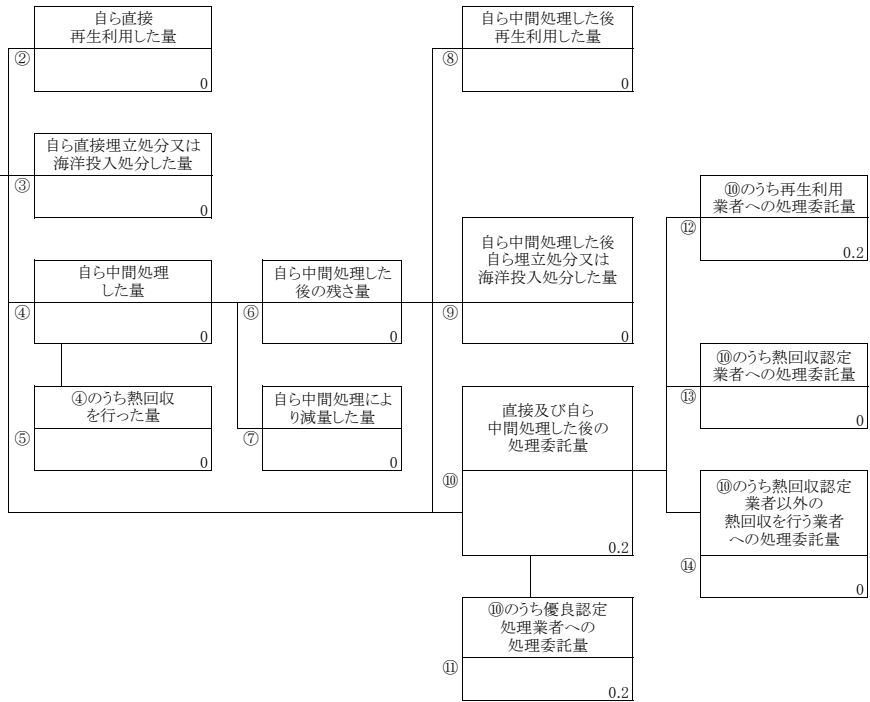 自ら直接
再生利用した量
②
0
自ら中間処理した後
再生利用した量
⑧
0
自ら直接埋立処分又は
海洋投入処分した量
③
0
⑩のうち再生利用
業者への処理委託量
⑫
0.2
自ら中間処理
した量
④
0
自ら中間処理した
後の残さ量
⑥
0
自ら中間処理した後
自ら埋立処分又は
海洋投入処分した量
⑨
0
⑩のうち熱回収認定
業者への処理委託量
⑬
0
④のうち熱回収
を行った量
⑤
0
自ら中間処理によ
り減量した量
⑦
0
直接及び自ら
中間処理した後の
処理委託量
⑩
0.2
⑩のうち熱回収認定
業者以外の
熱回収を行う業者
への処理委託量
⑭
0
⑩のうち優良認定
処理業者への
処理委託量
⑪
0.2